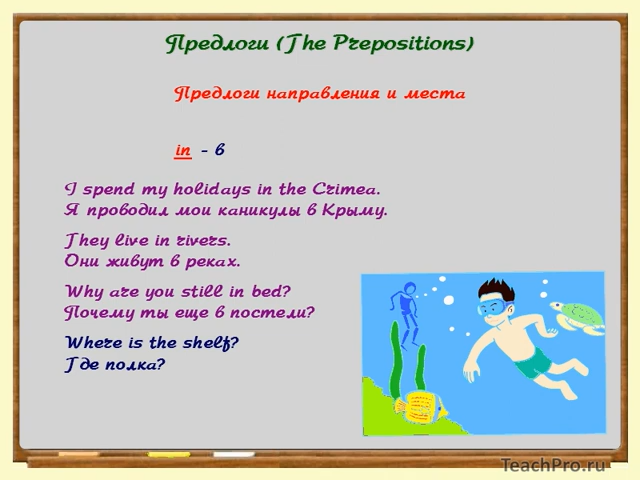 Предлоги (The Prepositions)
Предлоги направления и места
in - в
I spend my holidays in the Crimea.
Я проводил мои каникулы в Крыму.
They live in rivers.
Они живут в реках.
Why are you still in bed?
Почему ты еще в постели?
Where is the shelf?
Где полка?
TeachPro.ru